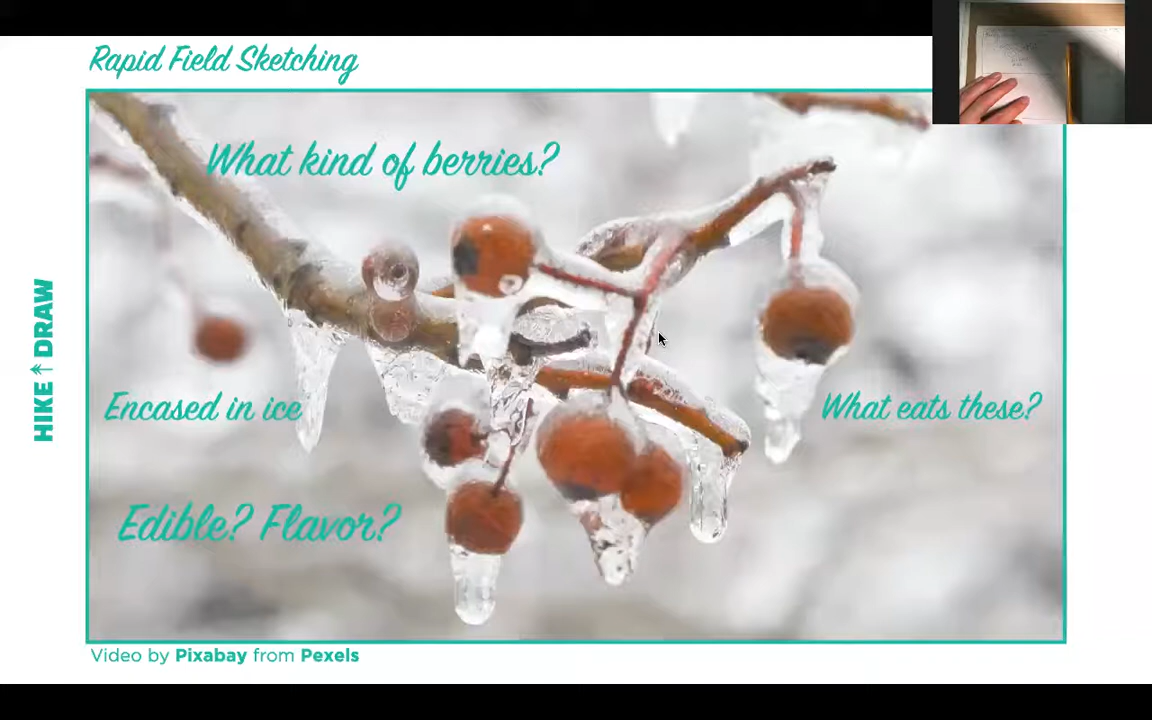 Rapid Field Sketching
What kind of berries?
HIKE DRAW
Encased in ice
What eats these?
Edible? Flavor?
Video by Pixabay from Pexels